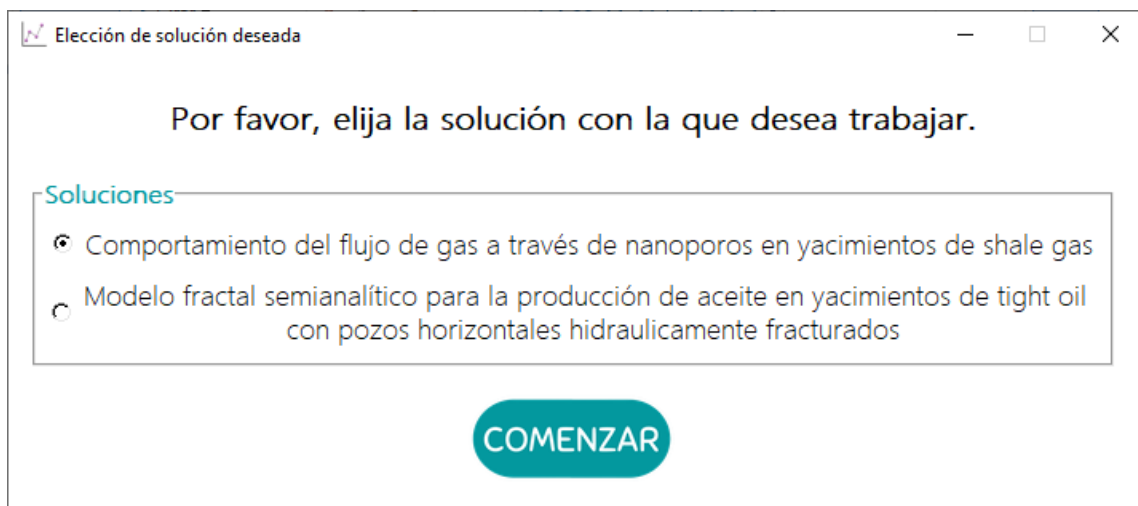 Elección de solución deseada
Por favor, elija la solución con la que desea trabajar.
Soluciones
Comportamiento del flujo de gas a través de nanoporos en yacimientos de shale gas
Modelo fractal semianalítico para la producción de aceite en yacimientos de tight oil
con pozos horizontales hidraulicamente fracturados
COMENZAR